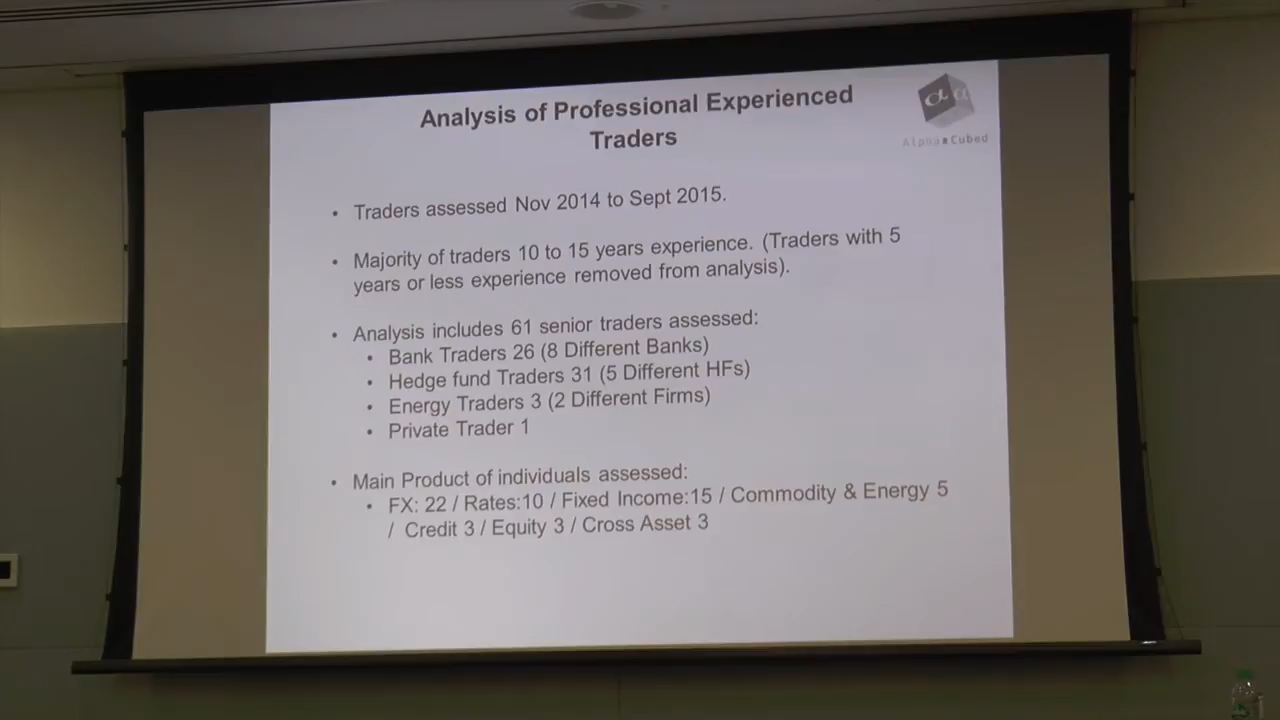 Analysis of Professional Experienced
Traders
Alpha Cubed
• Traders assessed Nov 2014 to Sept 2015.
• Majority of traders 10 to 15 years experience. (Traders with 5
years or less experience removed from analysis).
• Analysis includes 61 senior traders assessed:
• Bank Traders 26 (8 Different Banks)
• Hedge fund Traders 31 (5 Different HFs)
• Energy Traders 3 (2 Different Firms)
• Private Trader 1
• Main Product of individuals assessed:
• FX: 22 / Rates:10 / Fixed Income:15 / Commodity & Energy 5
/ Credit 3 / Equity 3 / Cross Asset 3